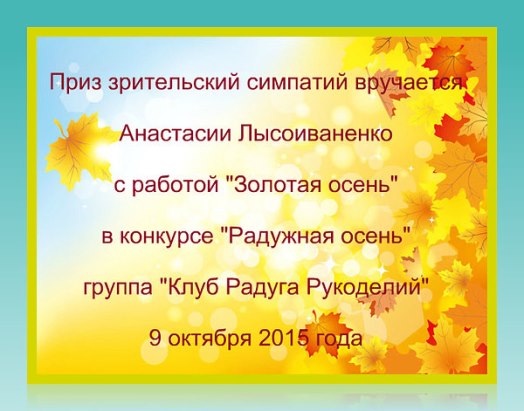 Приз зрительский симпатий вручается
Анастасии Лысоиваненко
с работой "Золотая осень"
в конкурсе "Радужная осень"
группа "Клуб Радуга Рукоделий"
9 октября 2015 года